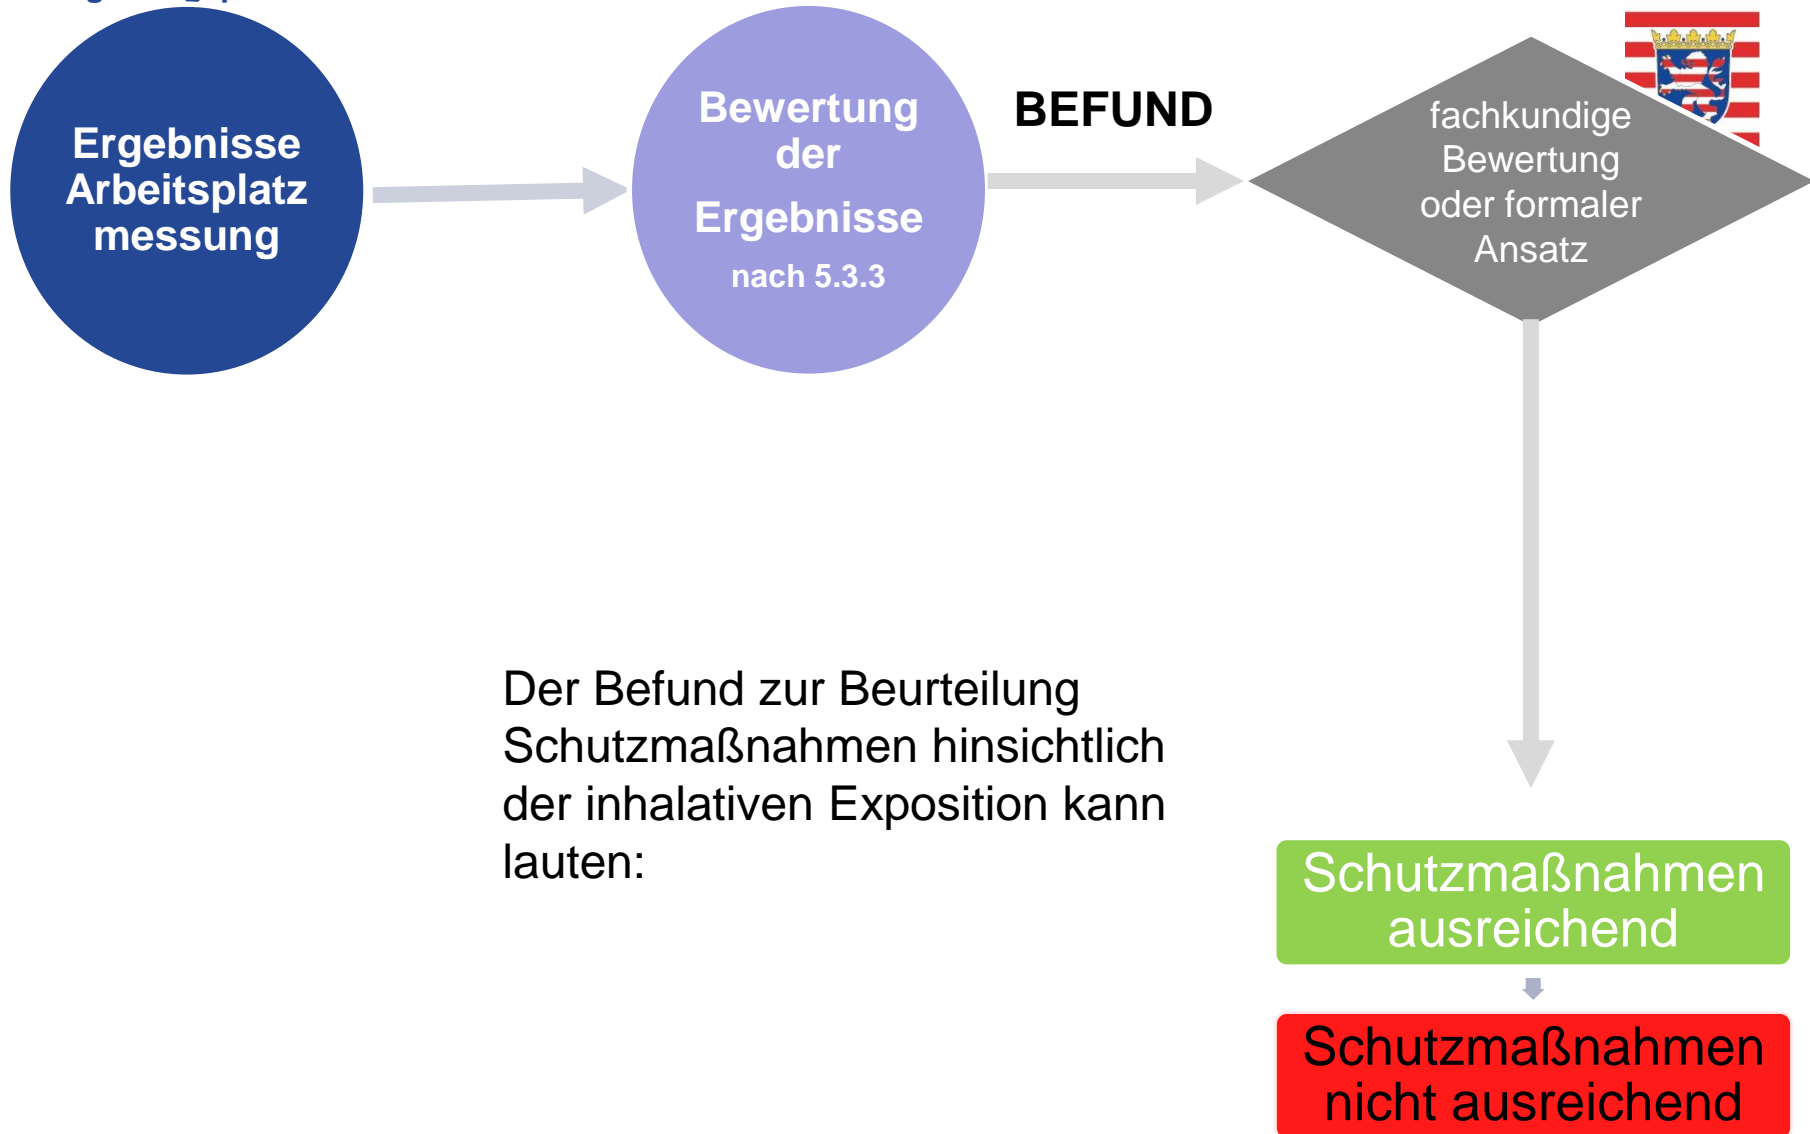 Ergebnisse
Arbeitsplatz
messung
Bewertung
der
Ergebnisse
nach 5.3.3
BEFUND
fachkundige
Bewertung
oder formaler
Ansatz
Der Befund zur Beurteilung
Schutzmaßnahmen hinsichtlich
der inhalativen Exposition kann
lauten:
Schutzmaßnahmen
ausreichend
Schutzmaßnahmen
nicht ausreichend